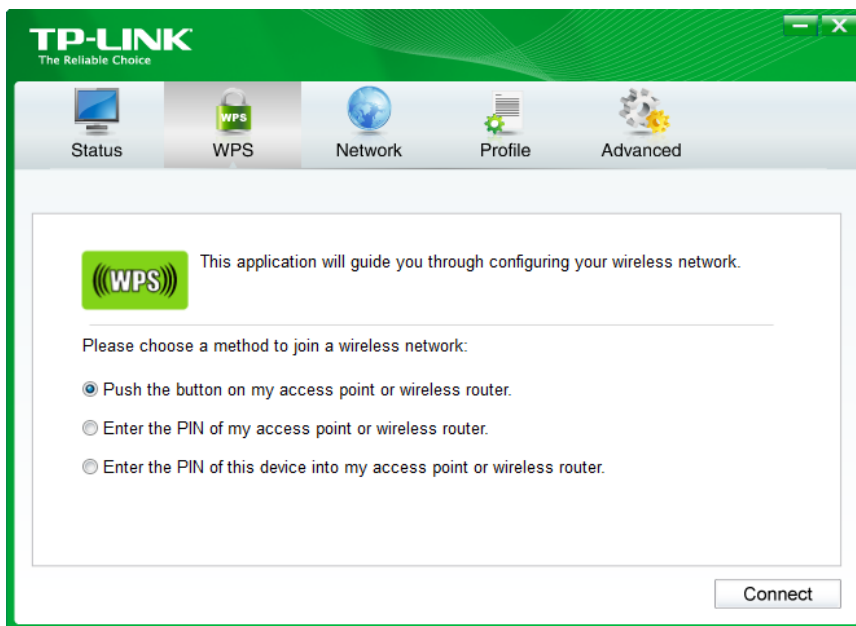 TP-LINK
The Reliable Choice
Status
WPS
WPS
Network
Profile
Advanced
((WPS))
This application will guide you through configuring your wireless network.
Please choose a method to join a wireless network:
Push the button on my access point or wireless router.
Enter the PIN of my access point or wireless router.
Enter the PIN of this device into my access point or wireless router.
Connect